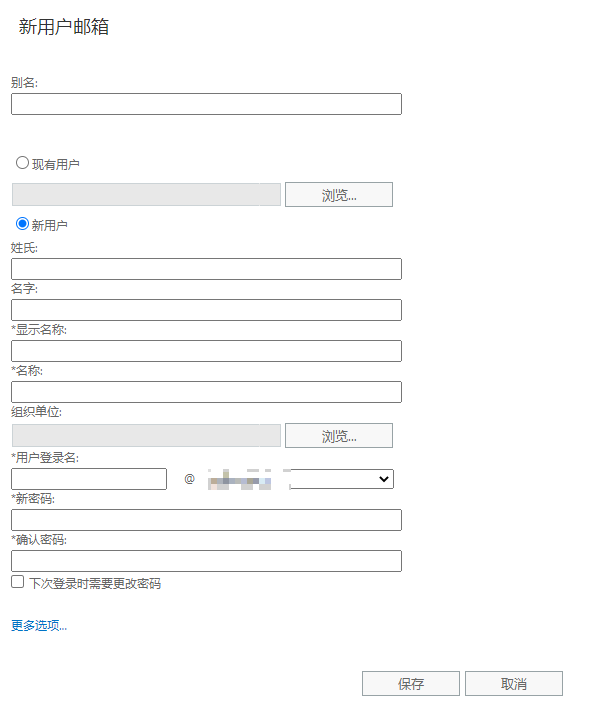 新用户邮箱
别名:
现有用户
浏览...
新用户
姓氏:
名字:
*显示名称:
*名称:
组织单位:
浏览...
*用户登录名:
@
*新密码:
*确认密码:
下次登录时需要更改密码
更多选项...
保存 取消